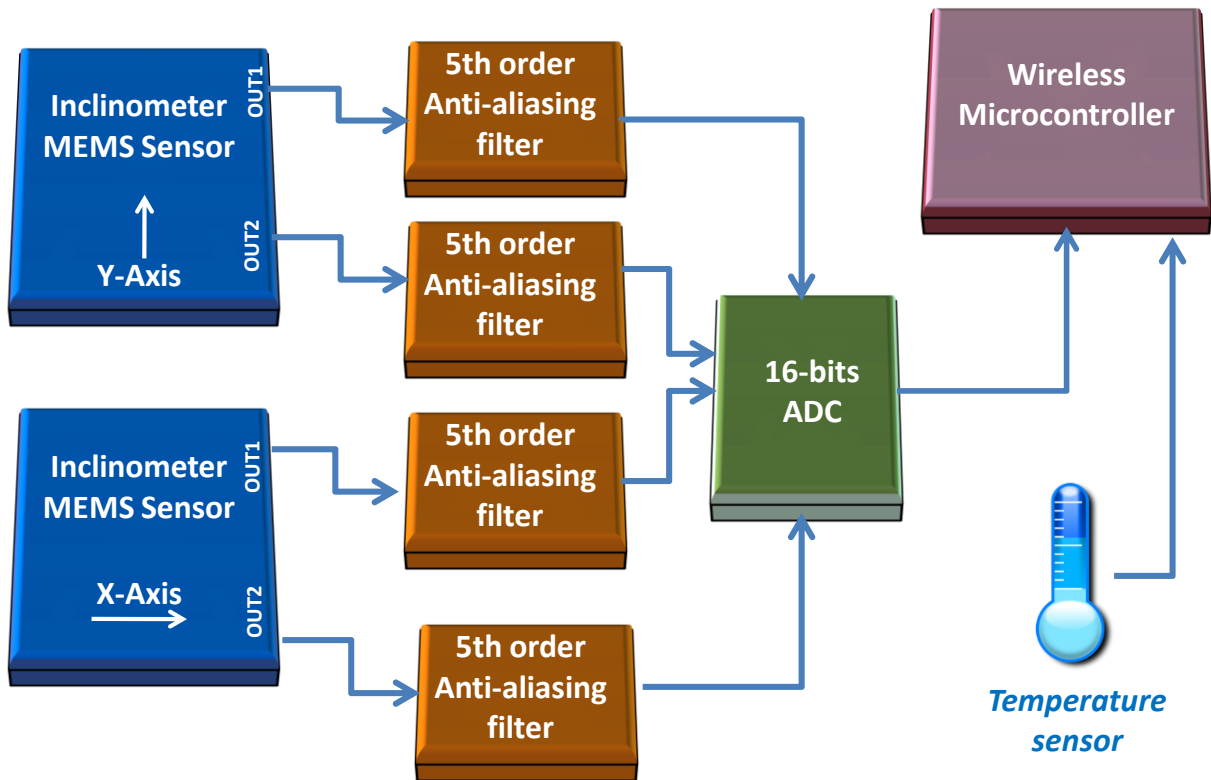 Inclinometer
MEMS Sensor
Y-Axis
OUT1
OUT2
5th order
Anti-aliasing
filter
5th order
Anti-aliasing
filter
Inclinometer
MEMS Sensor
X-Axis
OUT1
OUT2
5th order
Anti-aliasing
filter
5th order
Anti-aliasing
filter
16-bits
ADC
Wireless
Microcontroller
Temperature
sensor